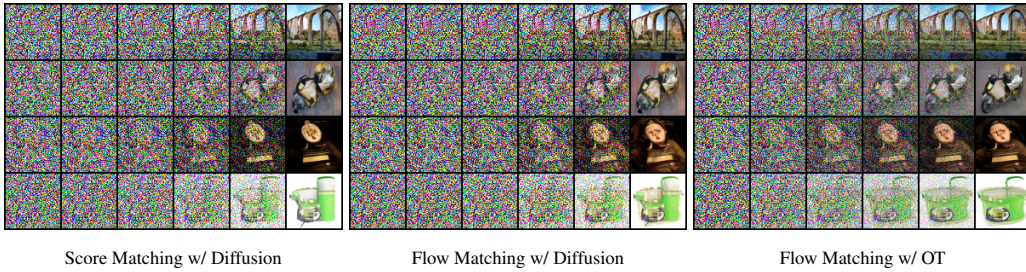 Score Matching w/ Diffusion
Flow Matching w/ Diffusion
Flow Matching w/ OT